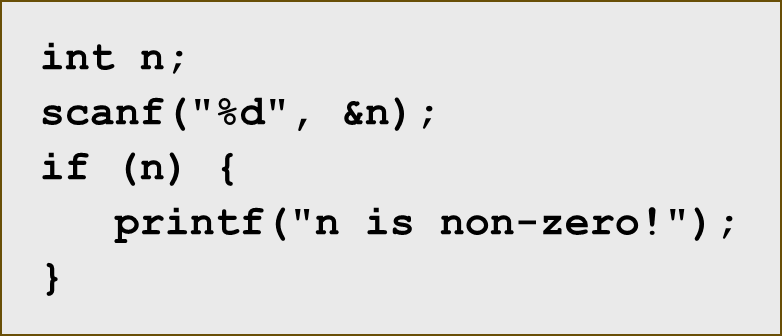 int n;
scanf("%d", &n);
if (n) {
   printf("n is non-zero!");
}